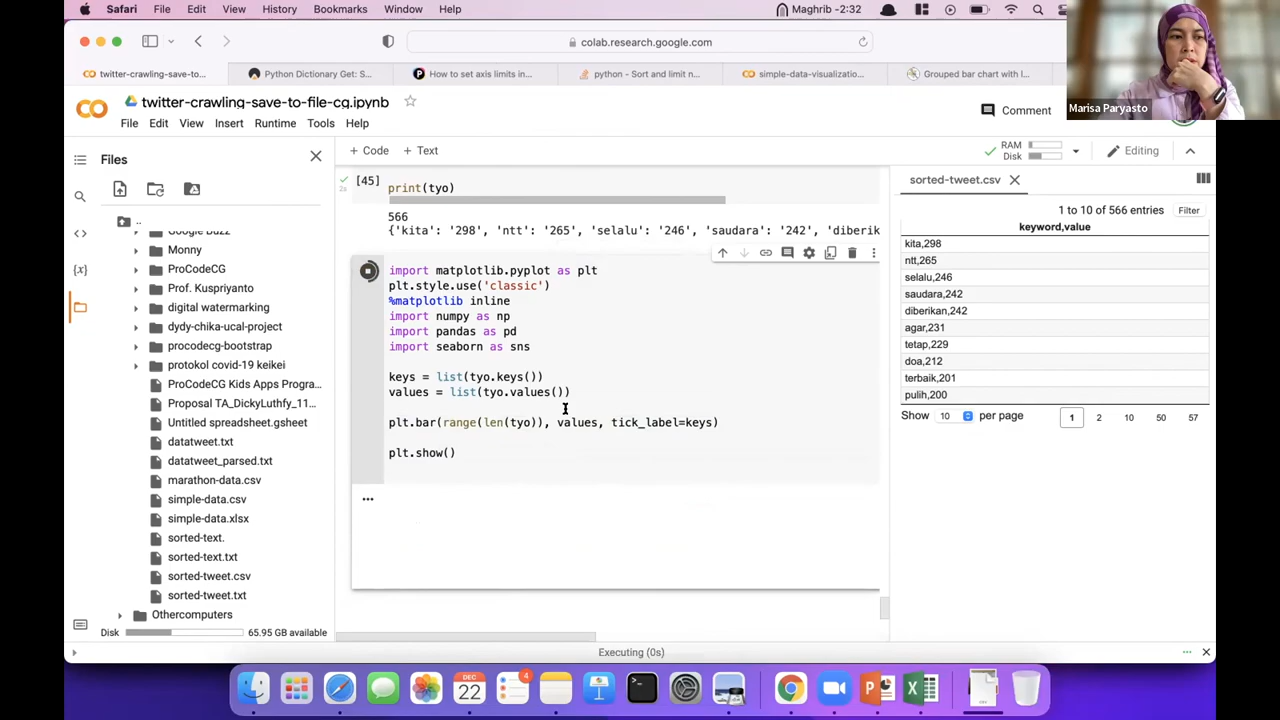 Safari File Edit View History Bookmarks Window Help
Maghrib -2:32
colab.research.google.com
twitter-crawling-save-to...
Python Dictionary Get: S...
How to set axis limits in...
python - Sort and limit n...
simple-data-visualizatio...
Grouped bar chart with l...
Marisa Paryasto
twitter-crawling-save-to-file-cg.ipynb
Comment
File Edit View Insert Runtime Tools Help
Files
+ Code + Text
RAM
Disk
Editing
..
Google Buzz
Monny
ProCodeCG
Prof. Kuspriyanto
digital watermarking
dydy-chika-ucal-project
procodecg-bootstrap
protokol covid-19 keikei
ProCodeCG Kids Apps Progra...
Proposal TA_DickyLuthfy_11...
Untitled spreadsheet.gsheet
datatweet.txt
datatweet_parsed.txt
marathon-data.csv
simple-data.csv
simple-data.xlsx
sorted-text.
sorted-text.txt
sorted-tweet.csv
sorted-tweet.txt
Othercomputers
Disk 65.95 GB available
[45]
2s
print(tyo)
566
{'kita': '298', 'ntt': '265', 'selalu': '246', 'saudara': '242', 'diberik
import matplotlib.pyplot as plt
plt.style.use('classic')
%matplotlib inline
import numpy as np
import pandas as pd
import seaborn as sns
keys = list(tyo.keys())
values = list(tyo.values())
plt.bar(range(len(tyo)), values, tick_label=keys)
plt.show()
...
sorted-tweet.csv
1 to 10 of 566 entries Filter
keyword,value
kita,298
ntt,265
selalu,246
saudara,242
diberikan,242
agar,231
tetap,229
doa,212
terbaik,201
pulih,200
Show 10 per page 1 2 10 50 57
Executing (0s)
DEC
22
4